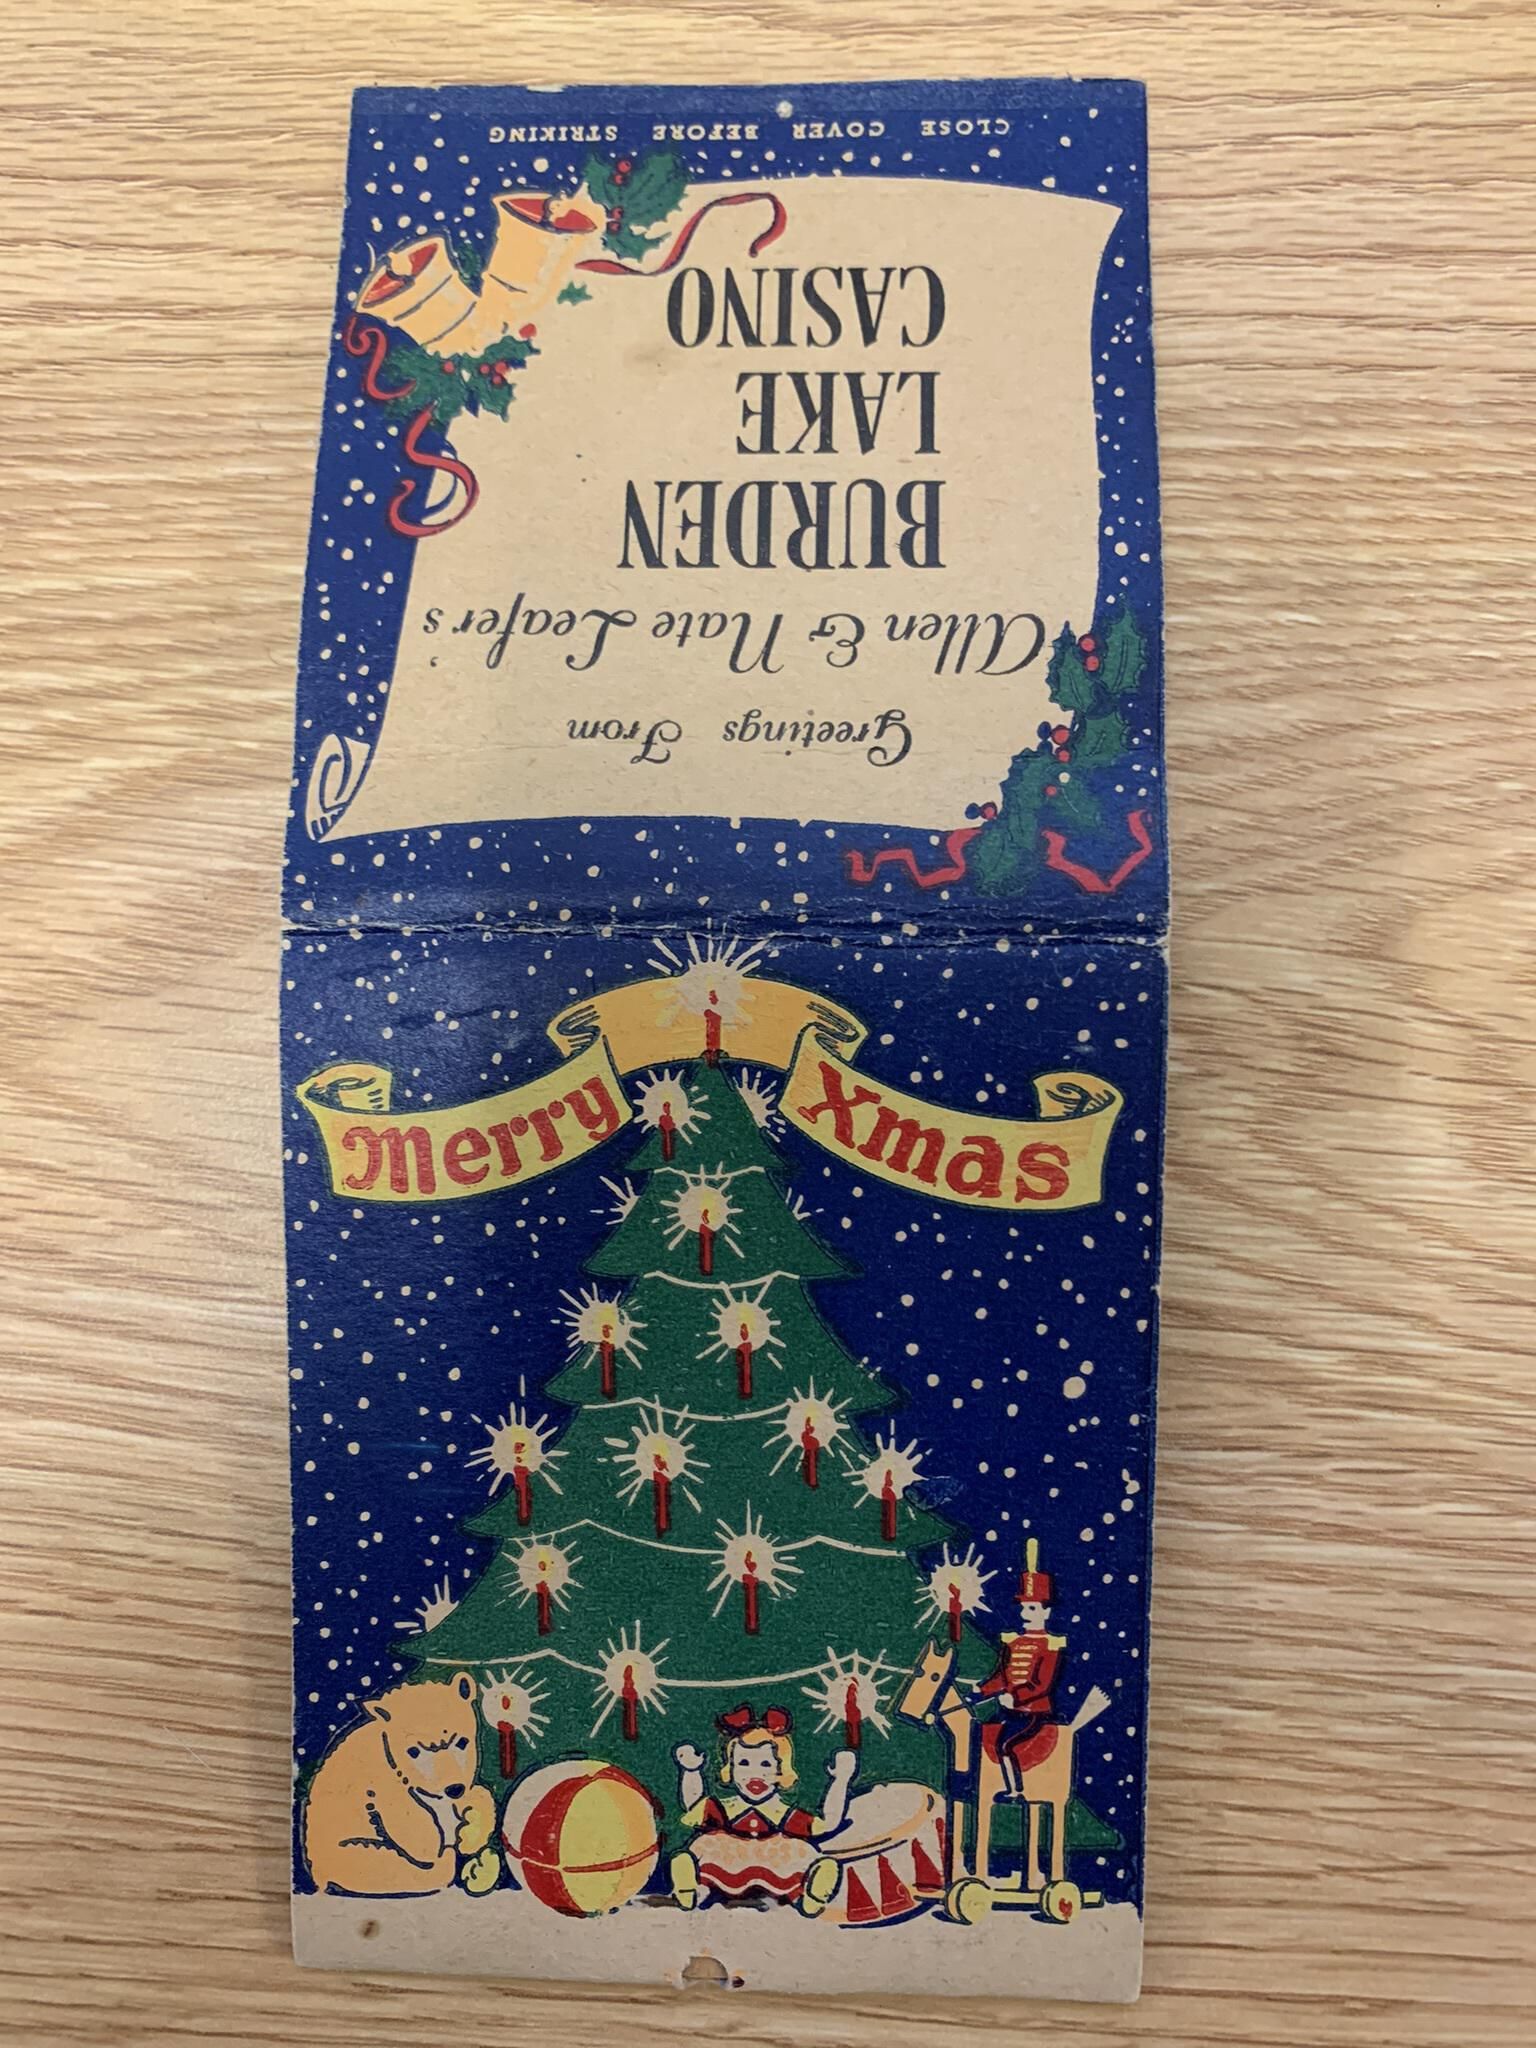 CLOSE COVER BEFORE STRIKING
Greetings From
Allen & Nate Leafer's
BURDEN
LAKE
CASINO
Merry Xmas